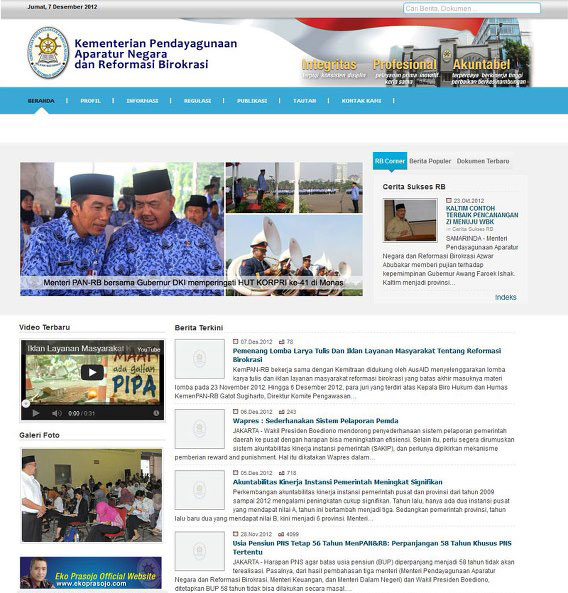 Jumat, 7 Desember 2012
Cari Berita, Dokumen...
Kementerian Pendayagunaan
Aparatur Negara
dan Reformasi Birokrasi
Integritas Profesional Akuntabel
BERANDA | PROFIL | INFORMASI | REGULASI | PUBLIKASI | TAUTAN | KONTAK KAMI |
Menteri PAN-RB bersama Gubernur DKI memperingati HUT KORPRI ke-41 di Monas
RB Corner Berita Populer Dokumen Terbaru
Cerita Sukses RB
23.Okt.2012
KALTIM CONTOH
TERBAIK PENCANANGAN
ZI MENUJU WBK
in Cerita Sukses RB
SAMARINDA - Menteri
Pendayagunaan Aparatur
Negara dan Reformasi Birokrasi Azwar
Abubakar memberi pujian terhadap
kepemimpinan Gubernur Awang Faroek Ishak.
Kaltim menjadi provinsi...
Indeks
Video Terbaru
Iklan Layanan Masyarakat
YouTube
MAAF
ada galian
PIPA
0:00 / 0:31
Galeri Foto
Eko Prasojo Official Website
www.ekoprasojo.com
Berita Terkini
07.Des.2012 78
Pemenang Lomba Larya Tulis Dan Iklan Layanan Masyarakat Tentang Reformasi
Birokrasi
KemPAN-RB bekerja sama dengan Kemitraan didukung oleh AusAID menyelenggarakan lomba
karya tulis dan iklan layanan masyarakat reformasi birokrasi yang batas akhir masuknya materi
lomba pada 23 November 2012. Hingga 6 Desember 2012, para juri yang terdiri atas Kepala Biro Hukum dan Humas
KemenPAN-RB Gatot Sugiharto, Direktur Komite Pengawasan...
06.Des.2012 243
Wapres : Sederhanakan Sistem Pelaporan Pemda
JAKARTA - Wakil Presiden Boediono mendorong penyederhanaan sistem pelaporan pemerintah
daerah ke pusat dengan harapan bisa meningkatkan efisiensi. Selain itu, perlu segera dirumuskan
sistem akuntabilitas kinerja instansi pemerintah (SAKIP), dan perlunya dipikirkan mekanisme
pemberian reward and punishment. Hal itu dikatakan Wapres dalam...
05.Des.2012 718
Akuntabilitas Kinerja Instansi Pemerintah Meningkat Signifikan
Perkembangan akuntabilitas kinerja instansi pemerintah pusat dan provinsi dari tahun 2009
sampai 2012 mengalami peningkatan cukup signifikan. Tahun lalu, hanya ada dua instansi pusat
yang mendapat nilai A, tahun ini bertambah menjadi tiga. Sedangkan pemerintah provinsi, tahun
lalu baru dua yang mendapat nilai B, kini menjadi 6 provinsi. Menteri...
28.Nov.2012 4099
Usia Pensiun PNS Tetap 56 Tahun MenPAN&RB: Perpanjangan 58 Tahun Khusus PNS
Tertentu
JAKARTA - Harapan PNS agar batas usia pensiun (BUP) diperpanjang menjadi 58 tahun tidak akan
terealisasi. Pasalnya, dari hasil pembahasan tiga menteri (Menteri Pendayagunaan Aparatur
Negara dan Reformasi Birokrasi, Menteri Keuangan, dan Menteri Dalam Negeri) dan Wakil Presiden Boediono,
ditetapkan BUP 58 tahun tidak bisa dilakukan secara masal...